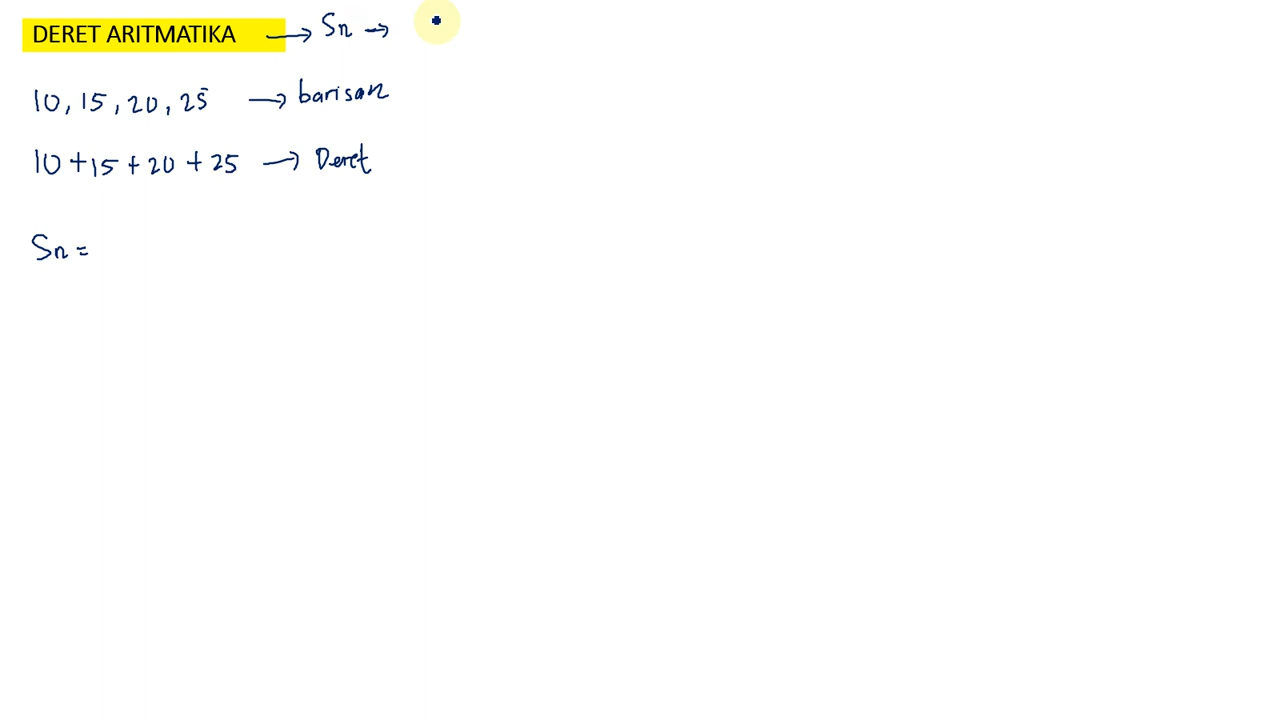 DERET ARITMATIKA → Sn →
10, 15, 20, 25 → barisan
10 + 15 + 20 + 25 → Deret
Sn =